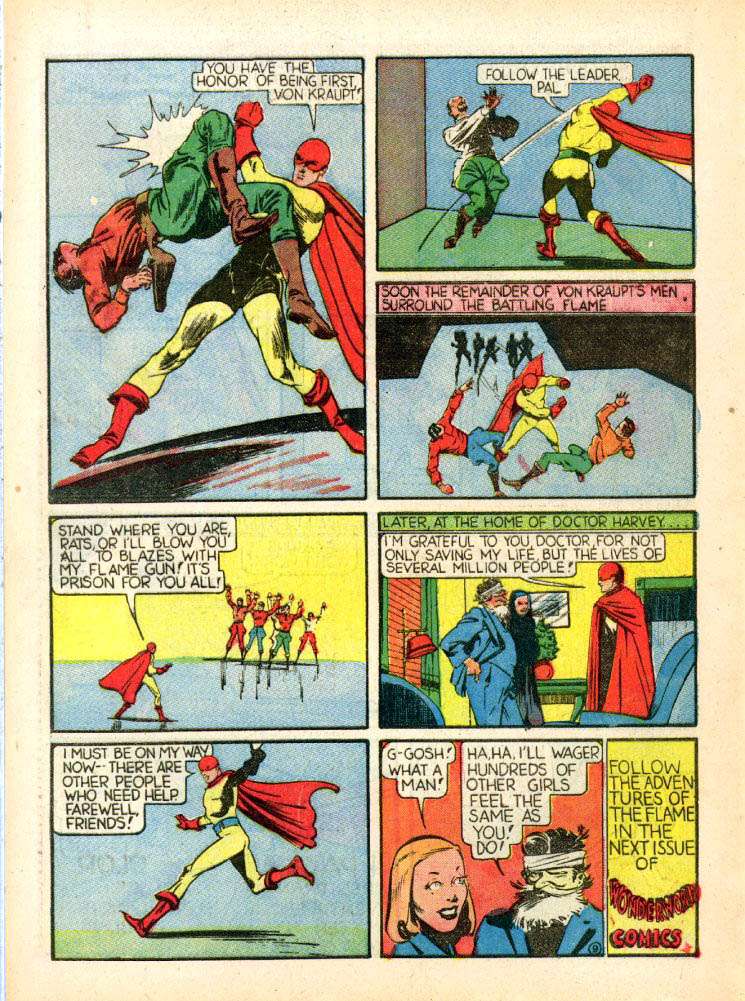 YOU HAVE THE
HONOR OF BEING FIRST,
VON KRAUPT!
FOLLOW THE LEADER,
PAL.
SOON THE REMAINDER OF VON KRAUPT'S MEN
SURROUND THE BATTLING FLAME
STAND WHERE YOU ARE,
RATS, OR I'LL BLOW YOU
ALL TO BLAZES WITH
MY FLAME GUN! IT'S
PRISON FOR YOU ALL!
LATER, AT THE HOME OF DOCTOR HARVEY....
I'M GRATEFUL TO YOU, DOCTOR, FOR NOT
ONLY SAVING MY LIFE, BUT THE LIVES OF
SEVERAL MILLION PEOPLE!
I MUST BE ON MY WAY
NOW-- THERE ARE
OTHER PEOPLE
WHO NEED HELP.
FAREWELL,
FRIENDS!
G-GOSH!
WHAT A
MAN!
HA, HA, I'LL WAGER
HUNDREDS OF
OTHER GIRLS
FEEL THE
SAME AS
YOU!
DO!
FOLLOW
THE ADVEN
TURES OF
THE FLAME
IN THE
NEXT ISSUE
OF
WONDERWORLD
COMICS
9